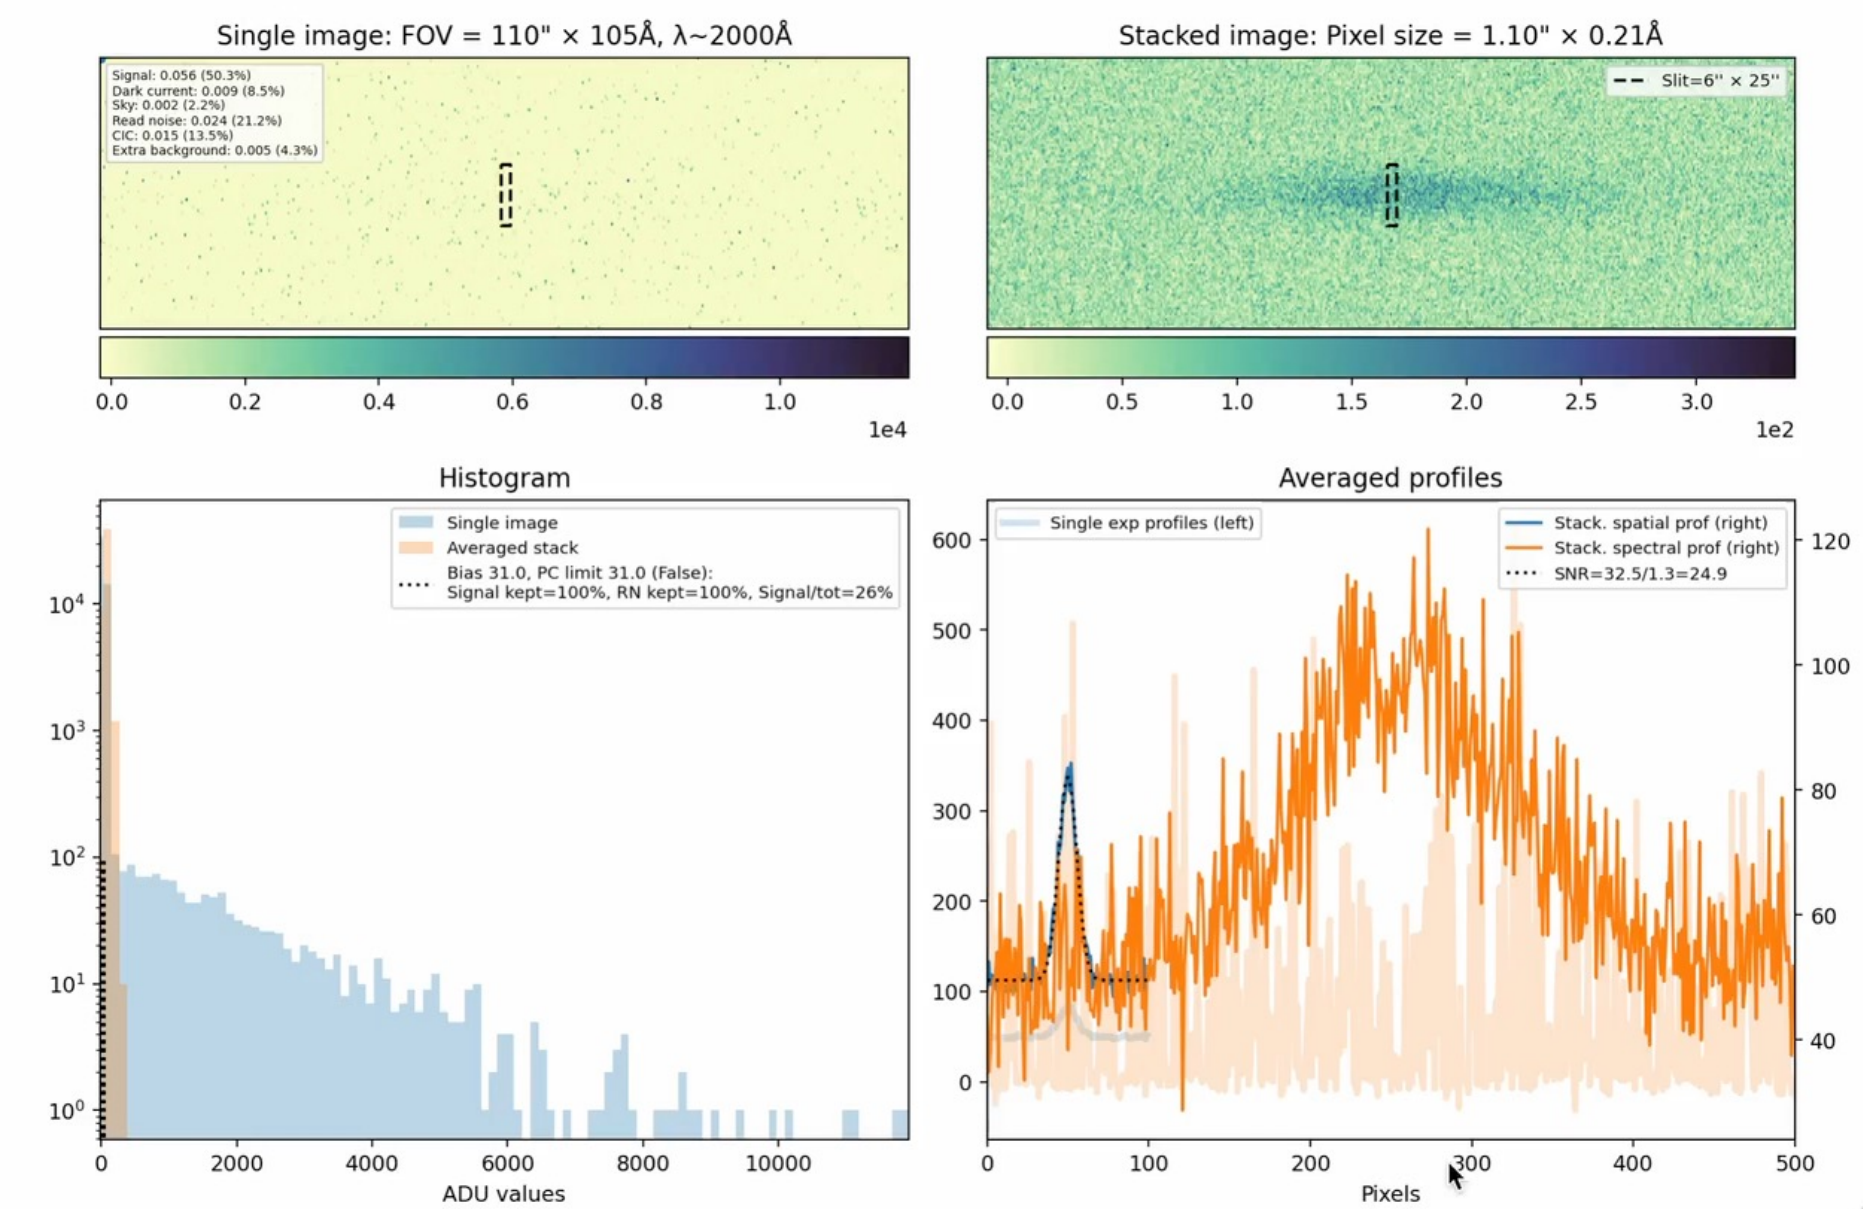 Single image: FOV = 110" × 105Å, λ~2000Å
Signal: 0.056 (50.3%)
Dark current: 0.009 (8.5%)
Sky: 0.002 (2.2%)
Read noise: 0.024 (21.2%)
CIC: 0.015 (13.5%)
Extra background: 0.005 (4.3%)
0.0 0.2 0.4 0.6 0.8 1.0
1e4
Stacked image: Pixel size = 1.10" × 0.21Å
Slit=6'' × 25''
0.0 0.5 1.0 1.5 2.0 2.5 3.0
1e2
Histogram
Single image
Averaged stack
Bias 31.0, PC limit 31.0 (False):
Signal kept=100%, RN kept=100%, Signal/tot=26%
10⁴
10³
10²
10¹
10⁰
0 2000 4000 6000 8000 10000
ADU values
Averaged profiles
Single exp profiles (left)
Stack. spatial prof (right)
Stack. spectral prof (right)
SNR=32.5/1.3=24.9
600
500
400
300
200
100
0
120
100
80
60
40
0 100 200 300 400 500
Pixels